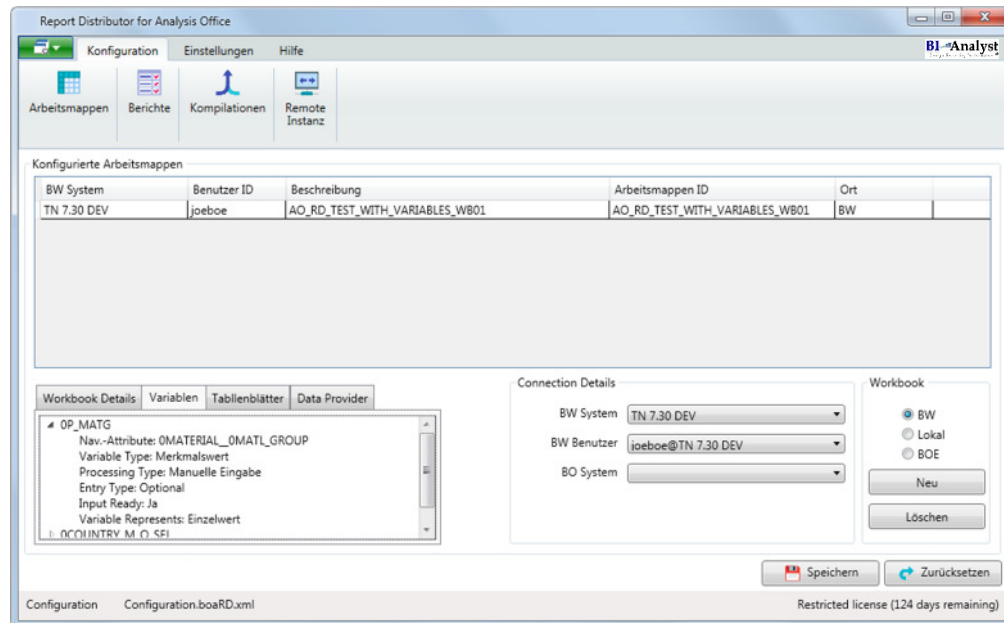 Report Distributor for Analysis Office
Konfiguration Einstellungen Hilfe
BI Analyst
Arbeitsmappen Berichte Kompilationen Remote
Instanz
Konfigurierte Arbeitsmappen
BW System Benutzer ID Beschreibung Arbeitsmappen ID Ort
TN 7.30 DEV joeboe AO_RD_TEST_WITH_VARIABLES_WB01 AO_RD_TEST_WITH_VARIABLES_WB01 BW
Workbook Details Variablen Tabllenblätter Data Provider
0P_MATG
Nav.-Attribute: 0MATERIAL__0MATL_GROUP
Variable Type: Merkmalswert
Processing Type: Manuelle Eingabe
Entry Type: Optional
Input Ready: Ja
Variable Represents: Einzelwert
0COUNTRY_M_O_SEL
Connection Details
BW System TN 7.30 DEV
BW Benutzer joeboe@TN 7.30 DEV
BO System
Workbook
BW
Lokal
BOE
Neu
Löschen
Speichern Zurücksetzen
Configuration Configuration.boaRD.xml Restricted license (124 days remaining)